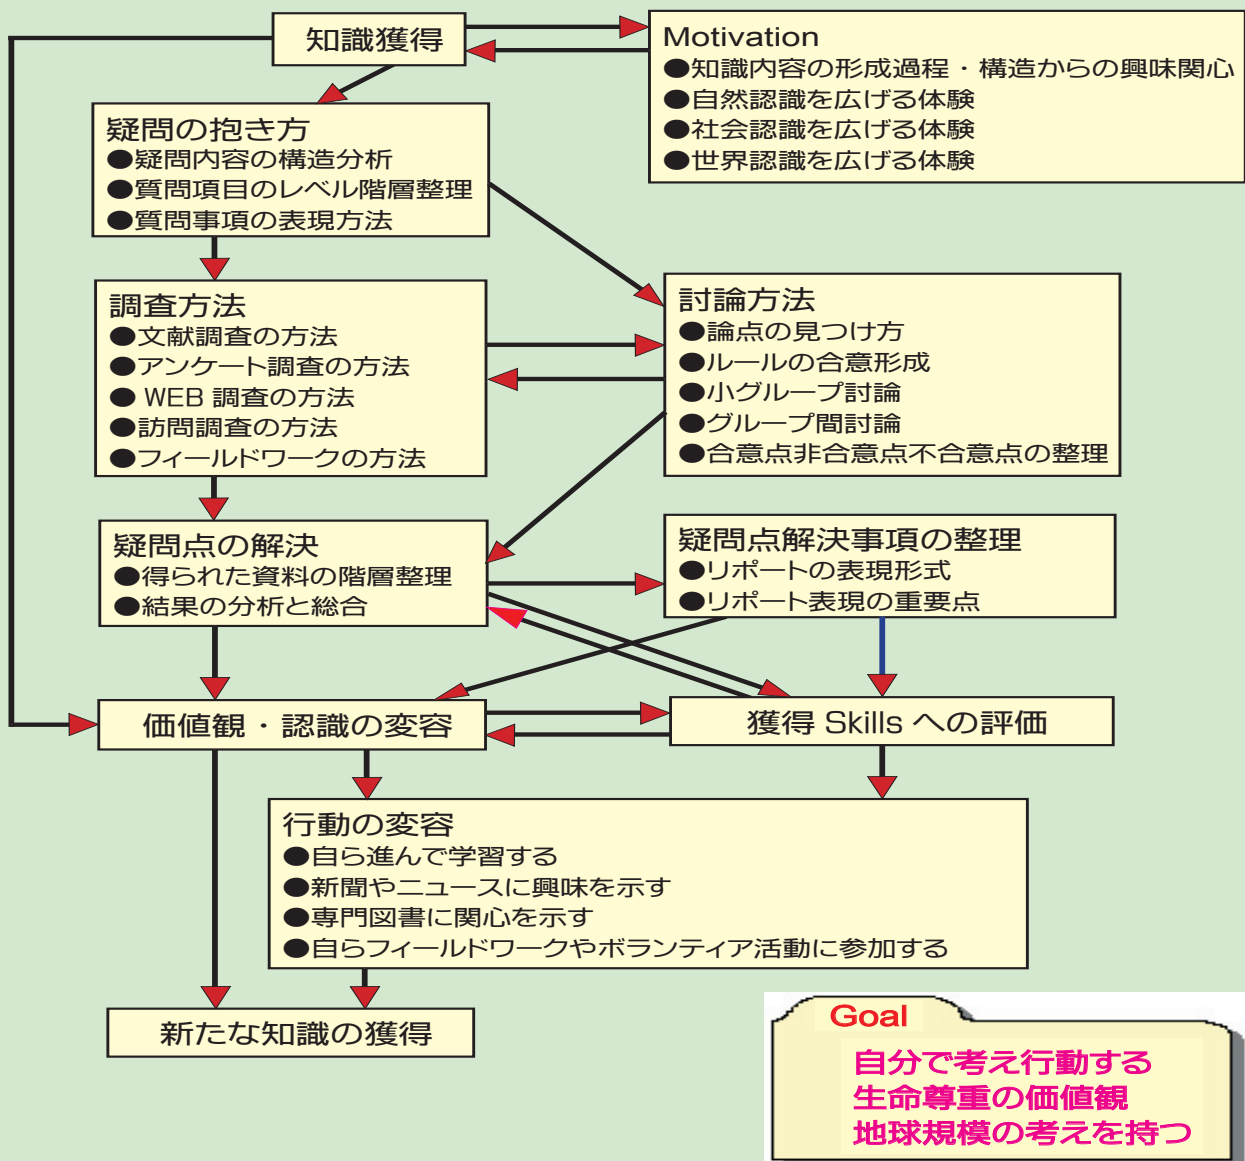 知識獲得
Motivation
●知識内容の形成過程・構造からの興味関心
●自然認識を広げる体験
●社会認識を広げる体験
●世界認識を広げる体験
疑問の抱き方
●疑問内容の構造分析
●質問項目のレベル階層整理
●質問事項の表現方法
調査方法
●文献調査の方法
●アンケート調査の方法
●WEB 調査の方法
●訪問調査の方法
●フィールドワークの方法
討論方法
●論点の見つけ方
●ルールの合意形成
●小グループ討論
●グループ間討論
●合意点非合意点不合意点の整理
疑問点の解決
●得られた資料の階層整理
●結果の分析と総合
疑問点解決事項の整理
●リポートの表現形式
●リポート表現の重要点
価値観・認識の変容
獲得 Skills への評価
行動の変容
●自ら進んで学習する
●新聞やニュースに興味を示す
●専門図書に関心を示す
●自らフィールドワークやボランティア活動に参加する
新たな知識の獲得
Goal
自分で考え行動する
生命尊重の価値観
地球規模の考えを持つ